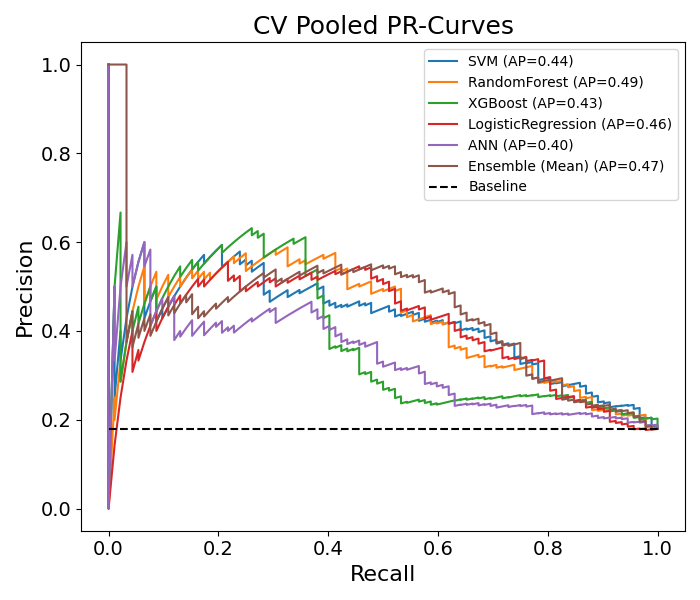 CV Pooled PR-Curves
SVM (AP=0.44)
RandomForest (AP=0.49)
XGBoost (AP=0.43)
LogisticRegression (AP=0.46)
ANN (AP=0.40)
Ensemble (Mean) (AP=0.47)
Baseline
Precision
1.0
0.8
0.6
0.4
0.2
0.0
0.0 0.2 0.4 0.6 0.8 1.0
Recall